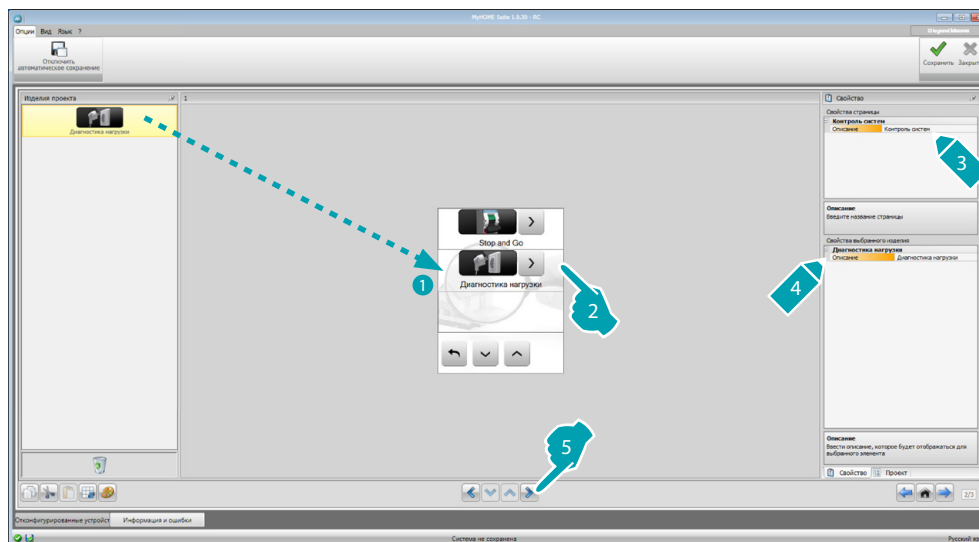 MyHOME Suite 1.0.30 - PC
Опции Вид Язык ?
Отключить
автоматическое сохранение
Сохранить Закрыт
Изделия проекта
1
Свойство
Диагностика нагрузки
Свойства страницы
Контроль систем
Описание Контроль систем
3
Описание
Введите название страницы
Stop and Go
Свойства выбранного изделия
Диагностика нагрузки
Описание Диагностика нагрузки
1
Диагностика нагрузки
2
4
5
Описание
Ввести описание, которое будет отображаться для
выбранного элемента
Свойство Проект
2/3
Отконфигурированные устройст Информация и ошибки
Система не сохранена
Русский